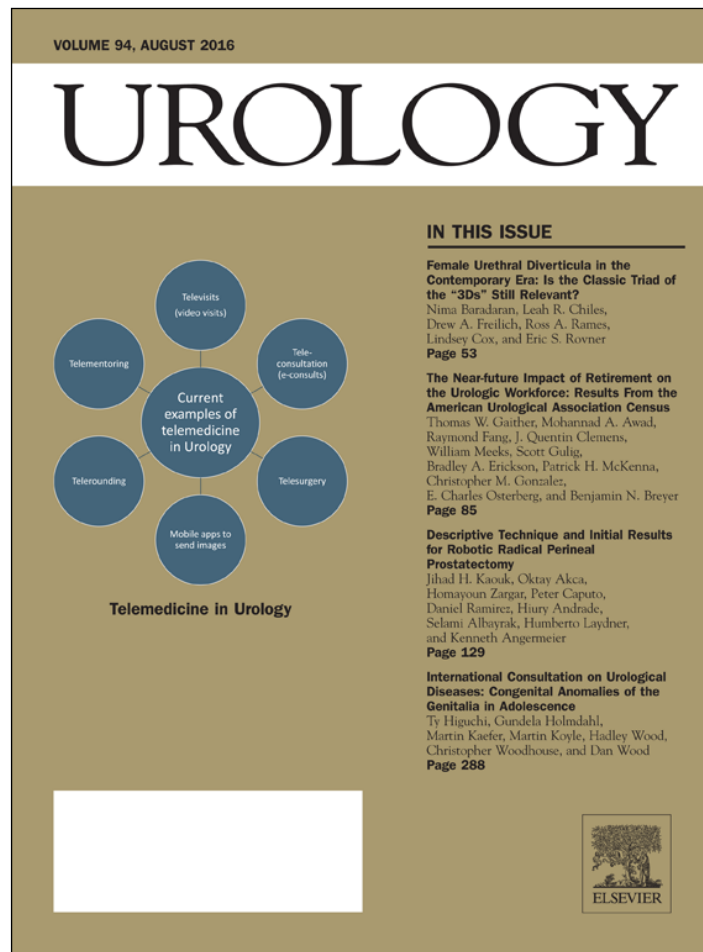 VOLUME 94, AUGUST 2016
UROLOGY
Televisits
(video visits)
Tele-
consultation
(e-consults)
Telesurgery
Mobile apps to
send images
Telerounding
Telementoring
Current
examples of
telemedicine
in Urology
Telemedicine in Urology
IN THIS ISSUE
Female Urethral Diverticula in the
Contemporary Era: Is the Classic Triad of
the “3Ds” Still Relevant?
Nima Baradaran, Leah R. Chiles,
Drew A. Freilich, Ross A. Rames,
Lindsey Cox, and Eric S. Rovner
Page 53
The Near-future Impact of Retirement on
the Urologic Workforce: Results From the
American Urological Association Census
Thomas W. Gaither, Mohannad A. Awad,
Raymond Fang, J. Quentin Clemens,
William Meeks, Scott Gulig,
Bradley A. Erickson, Patrick H. McKenna,
Christopher M. Gonzalez,
E. Charles Osterberg, and Benjamin N. Breyer
Page 85
Descriptive Technique and Initial Results
for Robotic Radical Perineal
Prostatectomy
Jihad H. Kaouk, Oktay Akca,
Homayoun Zargar, Peter Caputo,
Daniel Ramirez, Hiury Andrade,
Selami Albayrak, Humberto Laydner,
and Kenneth Angermeier
Page 129
International Consultation on Urological
Diseases: Congenital Anomalies of the
Genitalia in Adolescence
Ty Higuchi, Gundela Holmdahl,
Martin Kaefer, Martin Koyle, Hadley Wood,
Christopher Woodhouse, and Dan Wood
Page 288
ELSEVIER